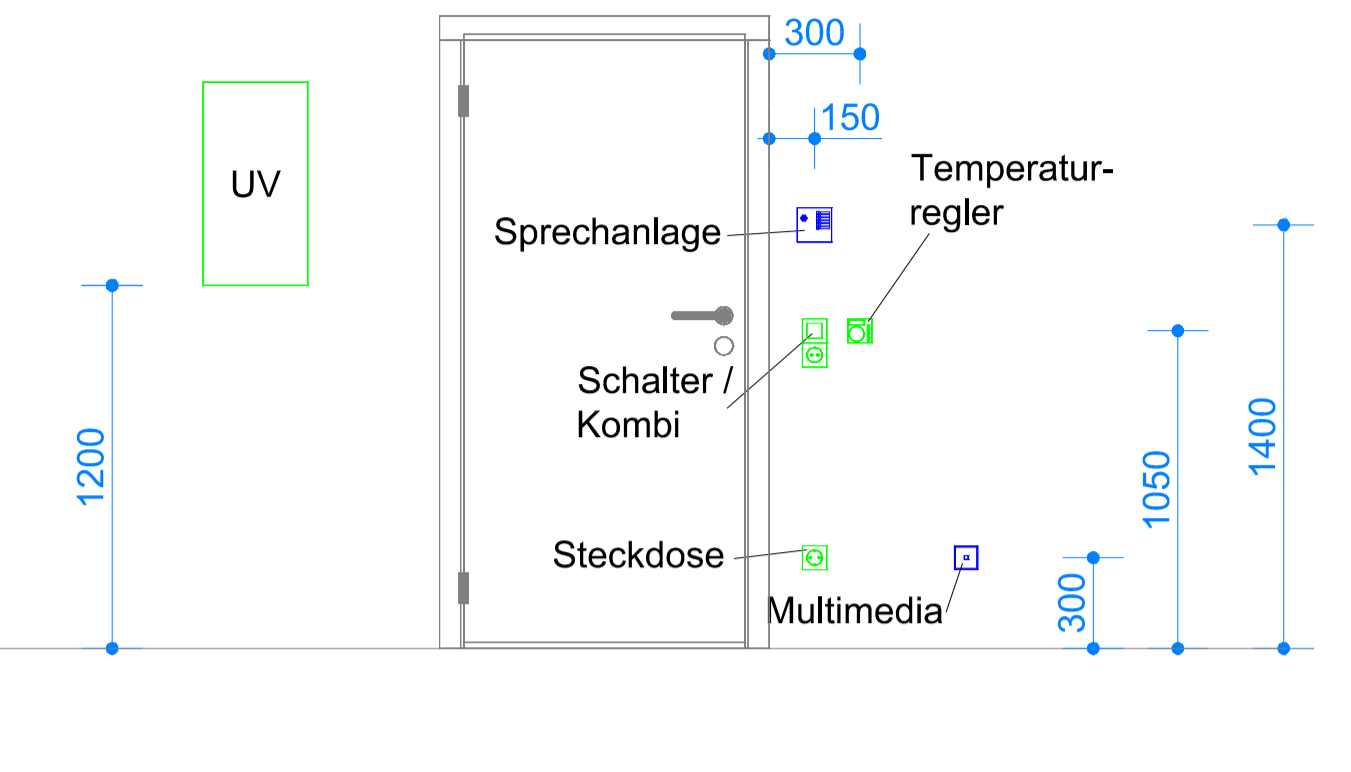 300
150
UV
Temperatur-
regler
Sprechanlage
Schalter /
Kombi
1200
1050
1400
Steckdose
300
Multimedia